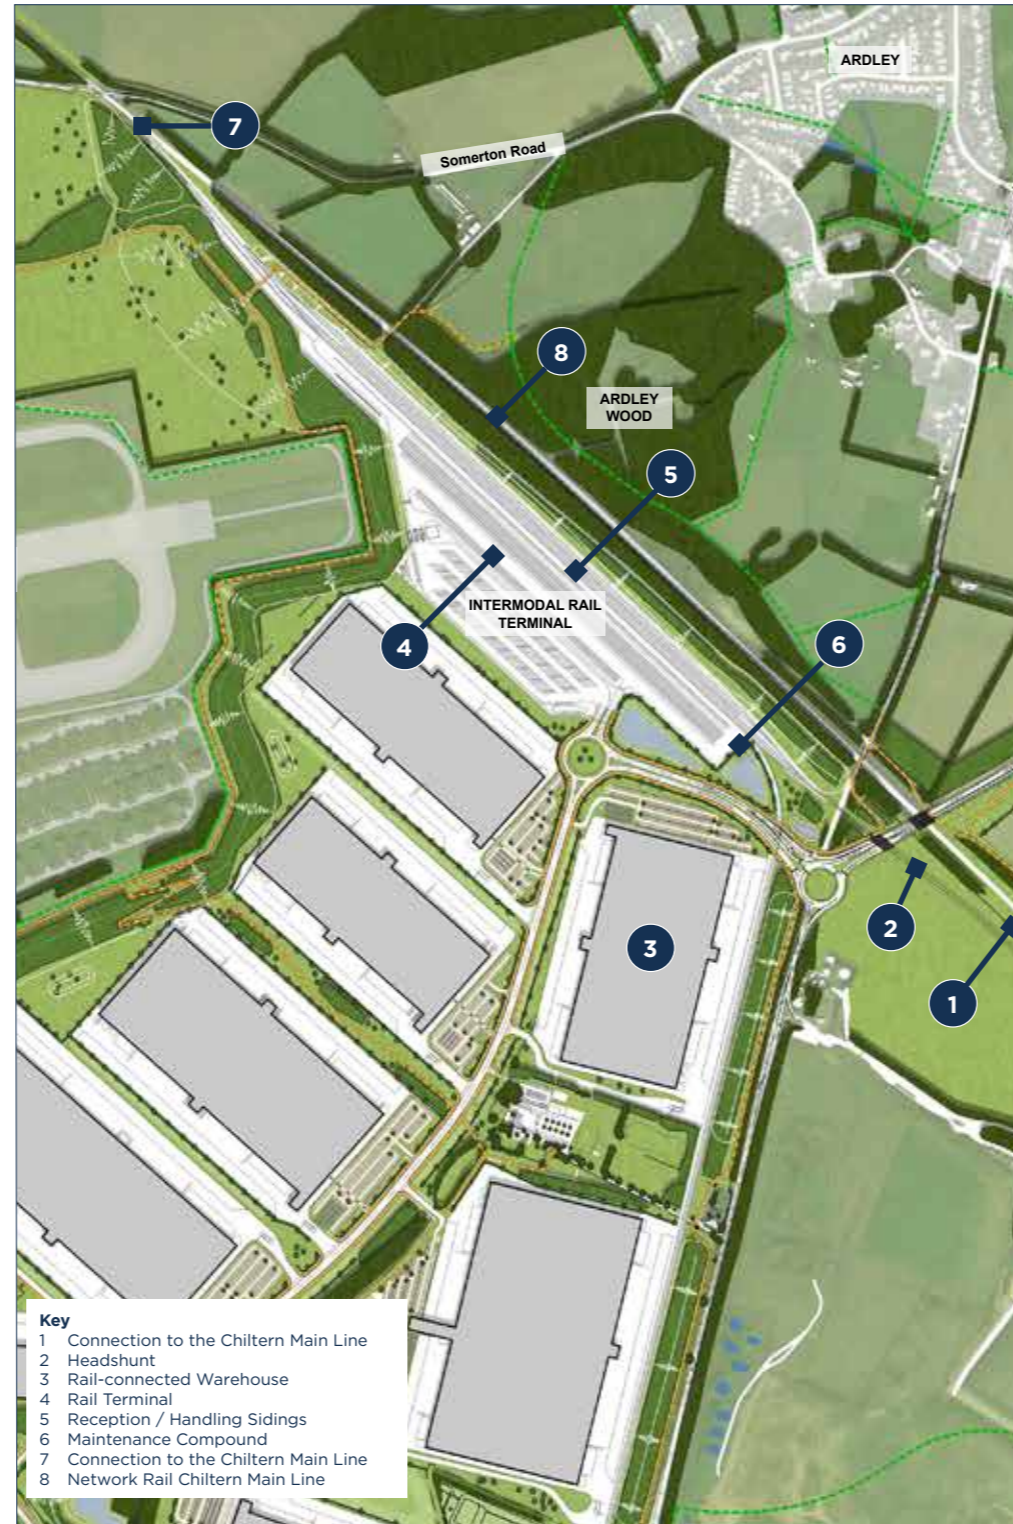 ARDLEY
7
Somerton Road
8
ARDLEY
WOOD
5
INTERMODAL RAIL
TERMINAL
4
6
2
3
1
Key
1 Connection to the Chiltern Main Line
2 Headshunt
3 Rail-connected Warehouse
4 Rail Terminal
5 Reception / Handling Sidings
6 Maintenance Compound
7 Connection to the Chiltern Main Line
8 Network Rail Chiltern Main Line